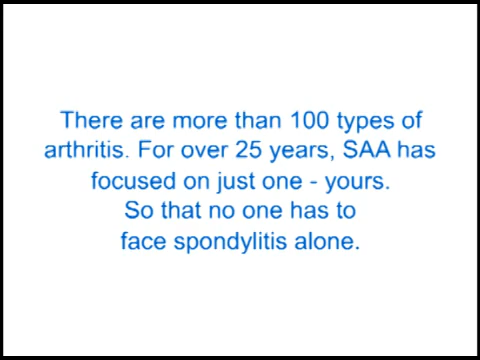 There are more than 100 types of
arthritis. For over 25 years, SAA has
focused on just one - yours.
So that no one has to
face spondylitis alone.